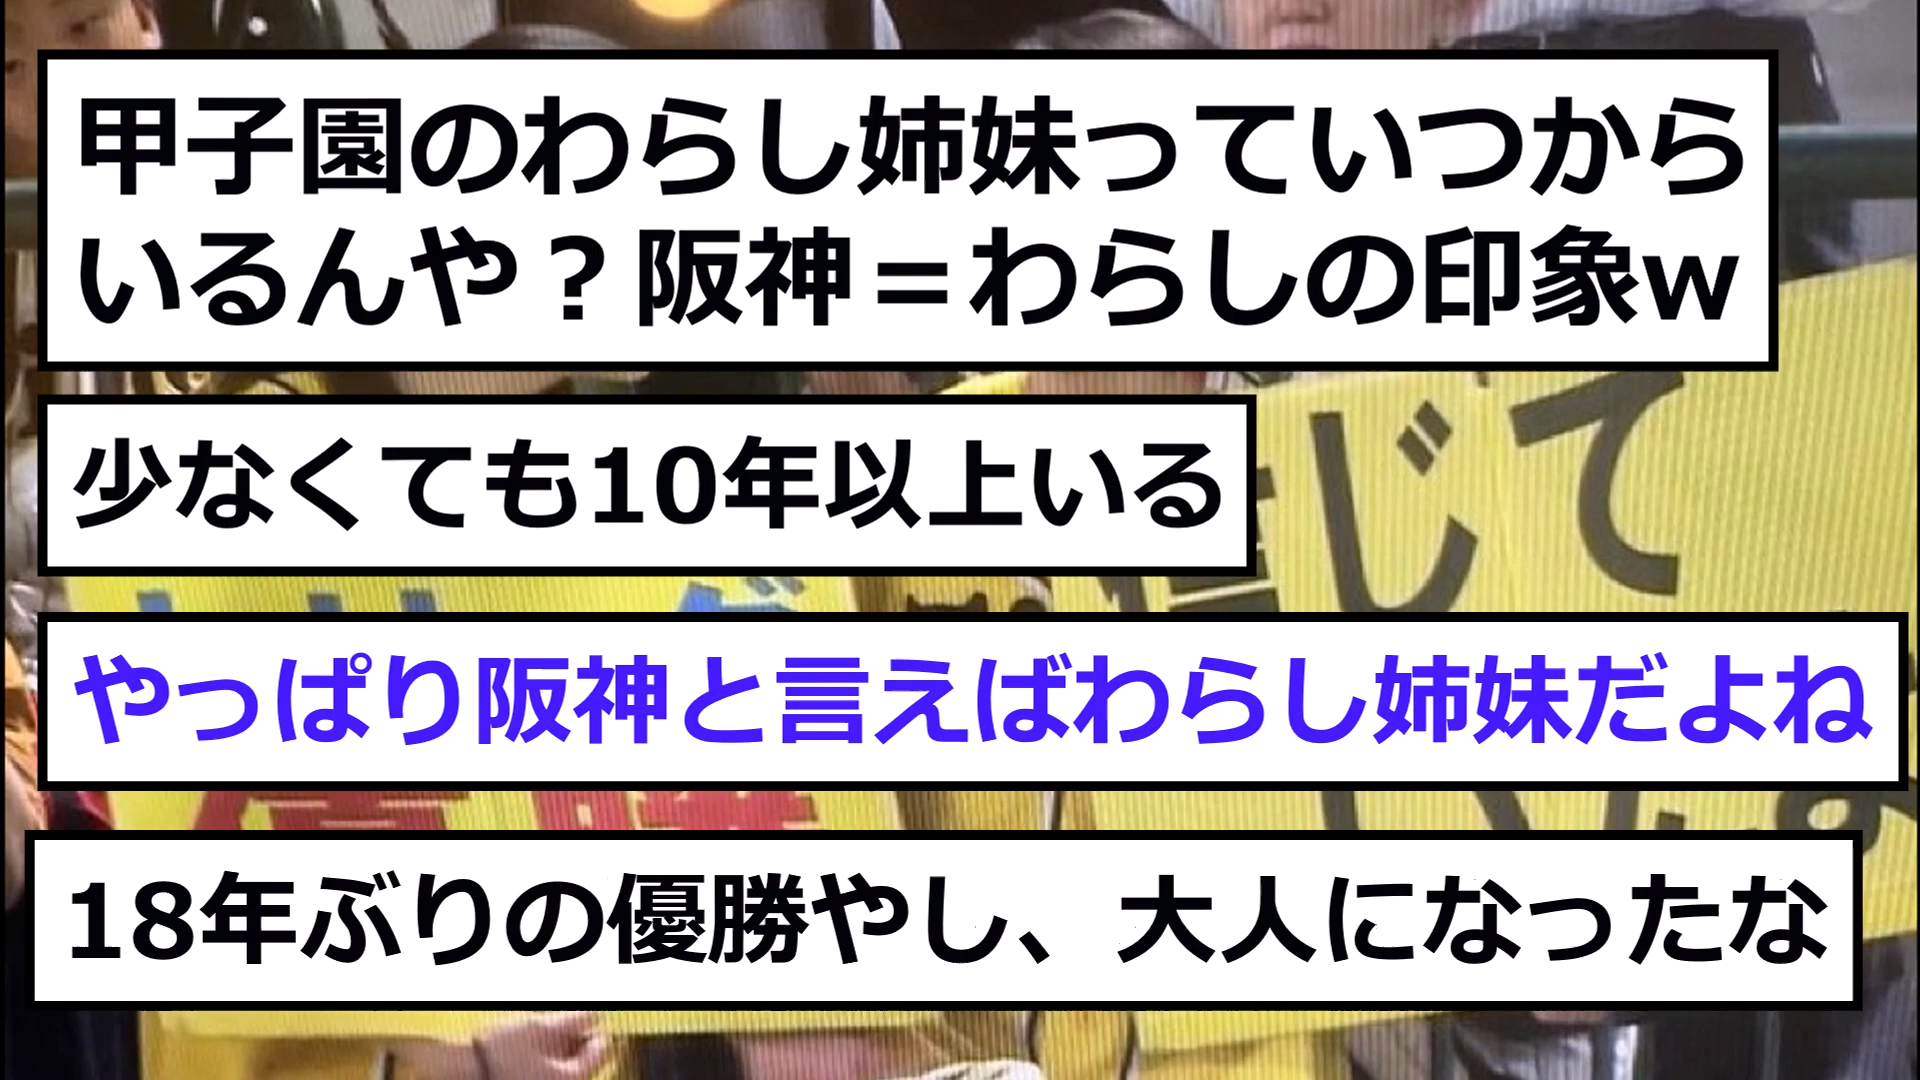 甲子園のわらし姉妹っていつから
いるんや？阪神＝わらしの印象w
少なくても10年以上いる
じて
やっぱり阪神と言えばわらし姉妹だよね
18年ぶりの優勝やし、大人になったな